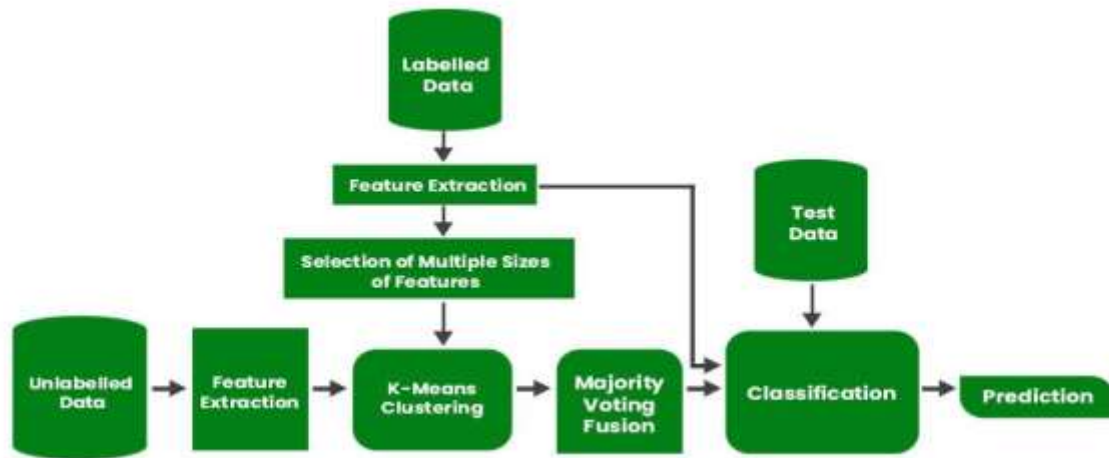 Labelled
Data
Feature Extraction
Test
Data
Selection of Multiple Sizes
of Features
Unlabelled
Data
Feature
Extraction
K-Means
Clustering
Majority
Voting
Fusion
Classification
Prediction